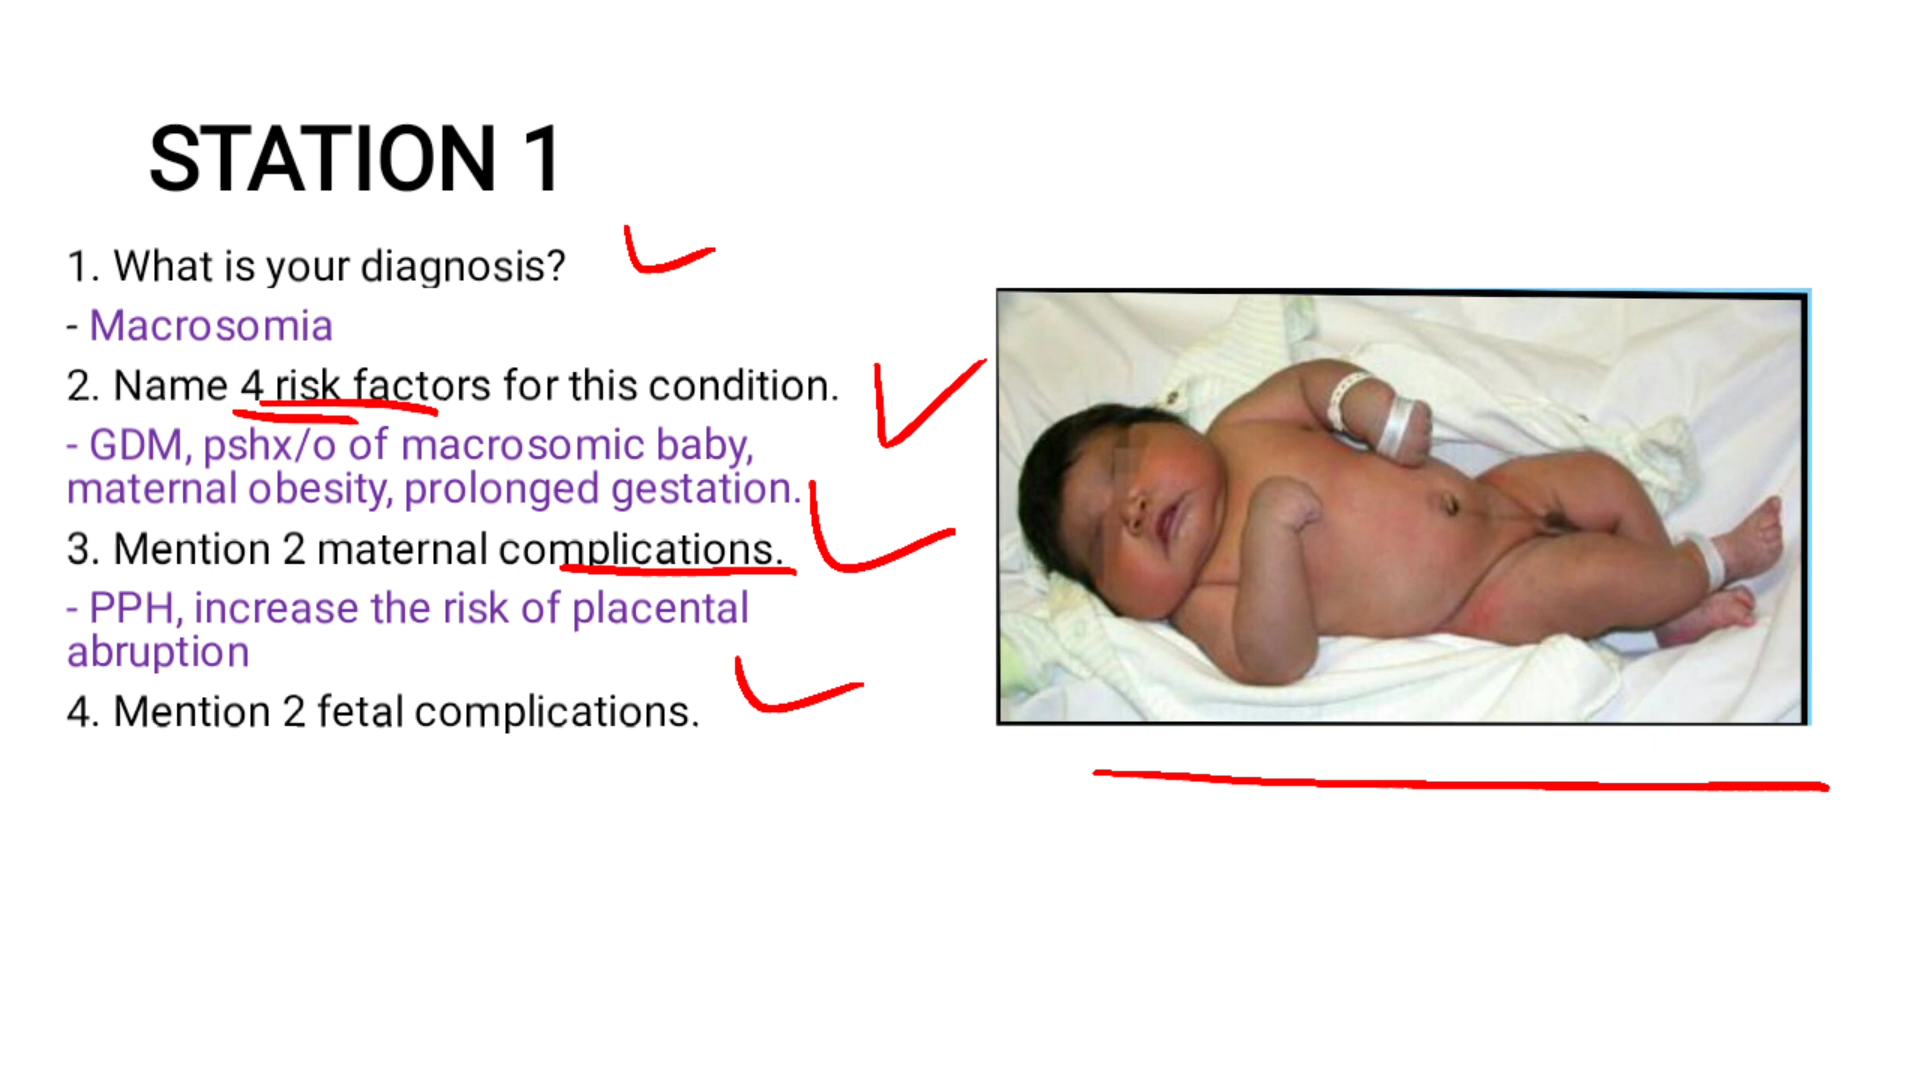 STATION 1
1. What is your diagnosis?
- Macrosomia
2. Name 4 risk factors for this condition.
- GDM, pshx/o of macrosomic baby,
maternal obesity, prolonged gestation.
3. Mention 2 maternal complications.
- PPH, increase the risk of placental
abruption
4. Mention 2 fetal complications.